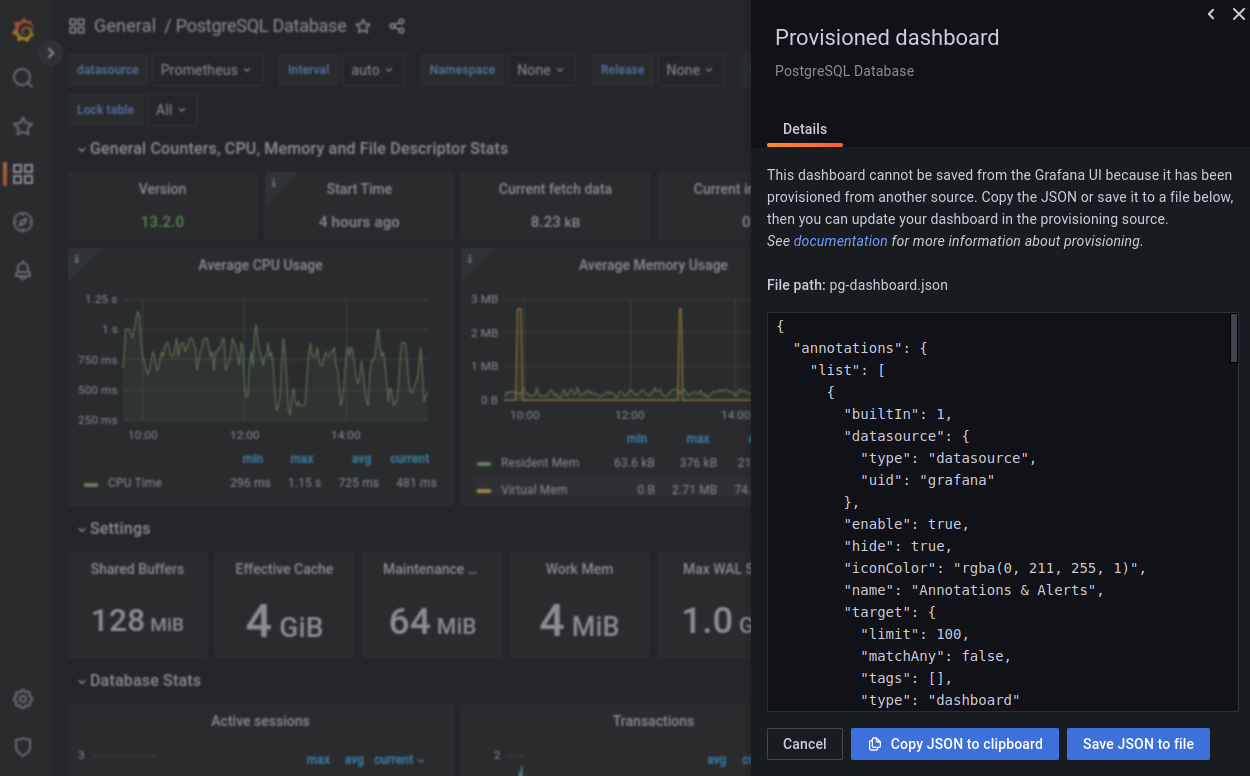 General / PostgreSQL Database
datasource Prometheus Interval auto Namespace None Release None
Lock table All
General Counters, CPU, Memory and File Descriptor Stats
Version
13.2.0
Start Time
4 hours ago
Current fetch data
8.23 kB
Current in
0
Average CPU Usage
1.25 s
1 s
750 ms
500 ms
250 ms
10:00 12:00 14:00
min max avg current
CPU Time 296 ms 1.15 s 725 ms 481 ms
Average Memory Usage
3 MB
2 MB
1 MB
0 B
10:00 12:00 14:00
min max
Resident Mem 63.6 kB 376 kB 21
Virtual Mem 0 B 2.71 MB 74.
Settings
Shared Buffers
128 MiB
Effective Cache
4 GiB
Maintenance ...
64 MiB
Work Mem
4 MiB
Max WAL S
1.0 G
Database Stats
Active sessions
3
max avg current
Transactions
2
avg cu
Provisioned dashboard
PostgreSQL Database
Details
This dashboard cannot be saved from the Grafana UI because it has been
provisioned from another source. Copy the JSON or save it to a file below,
then you can update your dashboard in the provisioning source.
See documentation for more information about provisioning.
File path: pg-dashboard.json
{
"annotations": {
"list": [
{
"builtIn": 1,
"datasource": {
"type": "datasource",
"uid": "grafana"
},
"enable": true,
"hide": true,
"iconColor": "rgba(0, 211, 255, 1)",
"name": "Annotations & Alerts",
"target": {
"limit": 100,
"matchAny": false,
"tags": [],
"type": "dashboard"
Cancel
Copy JSON to clipboard
Save JSON to file